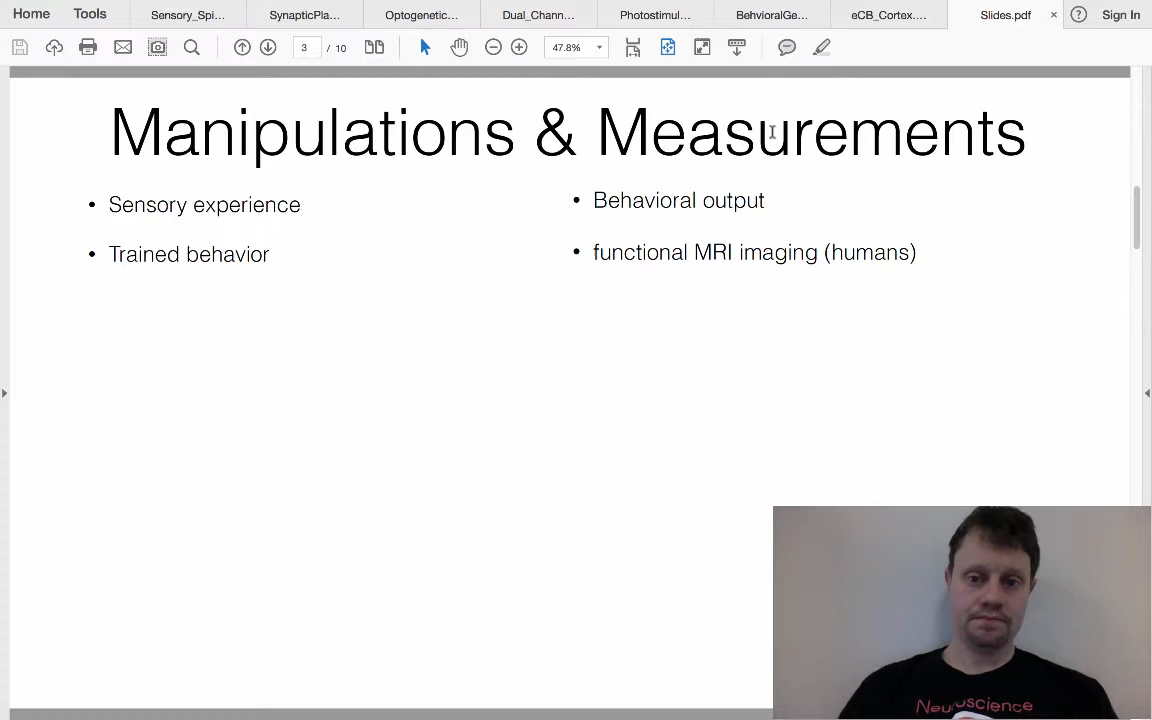 Home Tools Sensory_Spi... SynapticPla... Optogenetic... Dual_Chann... Photostimul... BehvioralGe... eCB_Cortex.... Slides.pdf × ? Sign In
3 / 10 47.8%
Manipulations & Measurements
• Sensory experience
• Trained behavior
• Behavioral output
• functional MRI imaging (humans)
Neuroscience